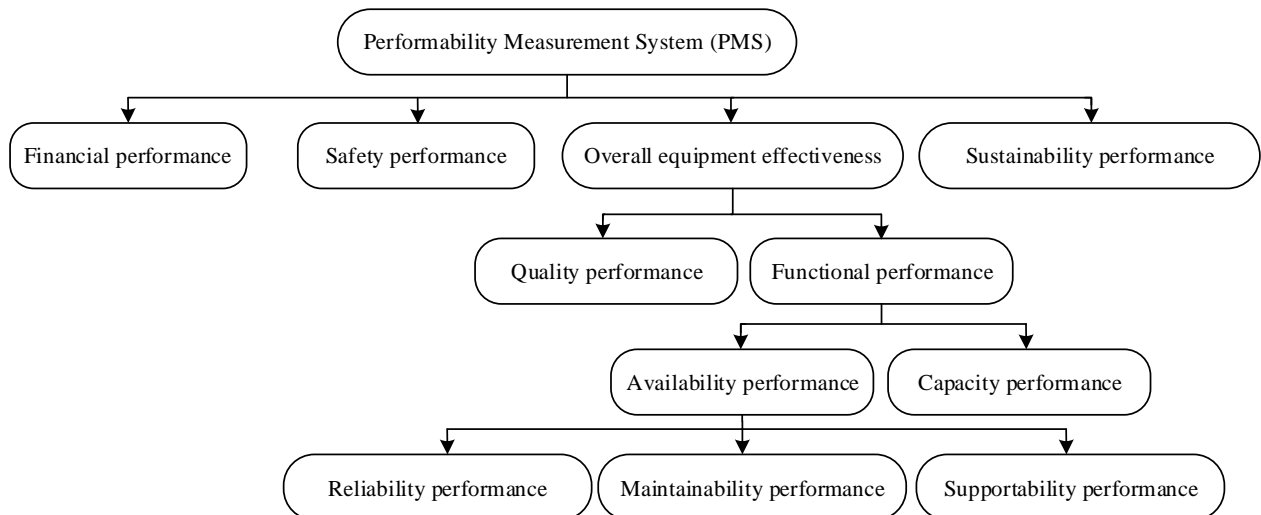 Performability Measurement System (PMS)
Financial performance
Safety performance
Overall equipment effectiveness
Sustainability performance
Quality performance
Functional performance
Availability performance
Capacity performance
Reliability performance
Maintainability performance
Supportability performance